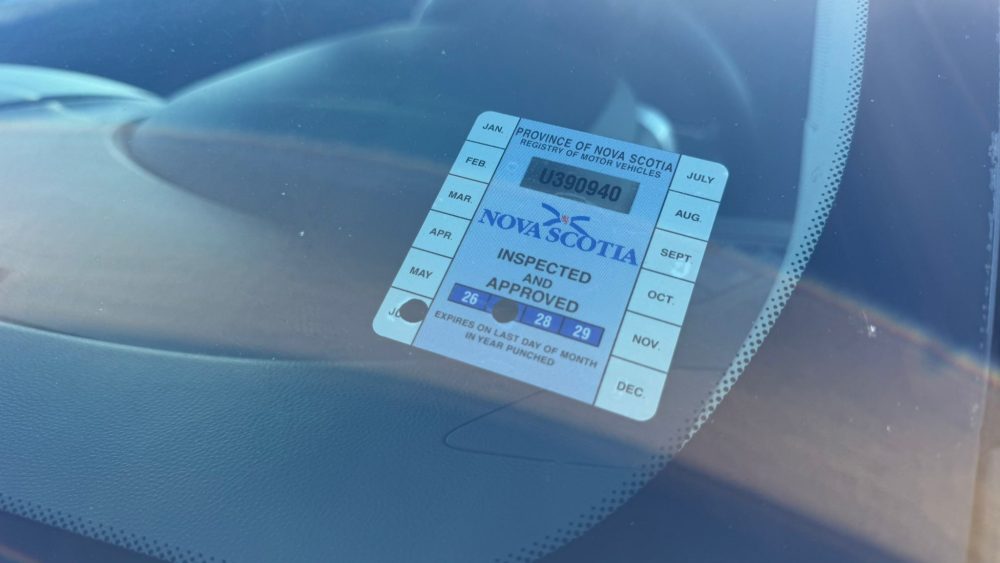 JAN.
FEB
MAR.
APR.
MAY
PROVINCE OF NOVA SCOTIA
REGISTRY OF MOTOR VEHICLES
U390940
NOVA SCOTIA
INSPECTED
AND
APPROVED
26 28 29
EXPIRES ON LAST DAY OF MONTH
IN YEAR PUNCHED
JULY
AUG.
SEPT.
OCT.
NOV.
DEC.